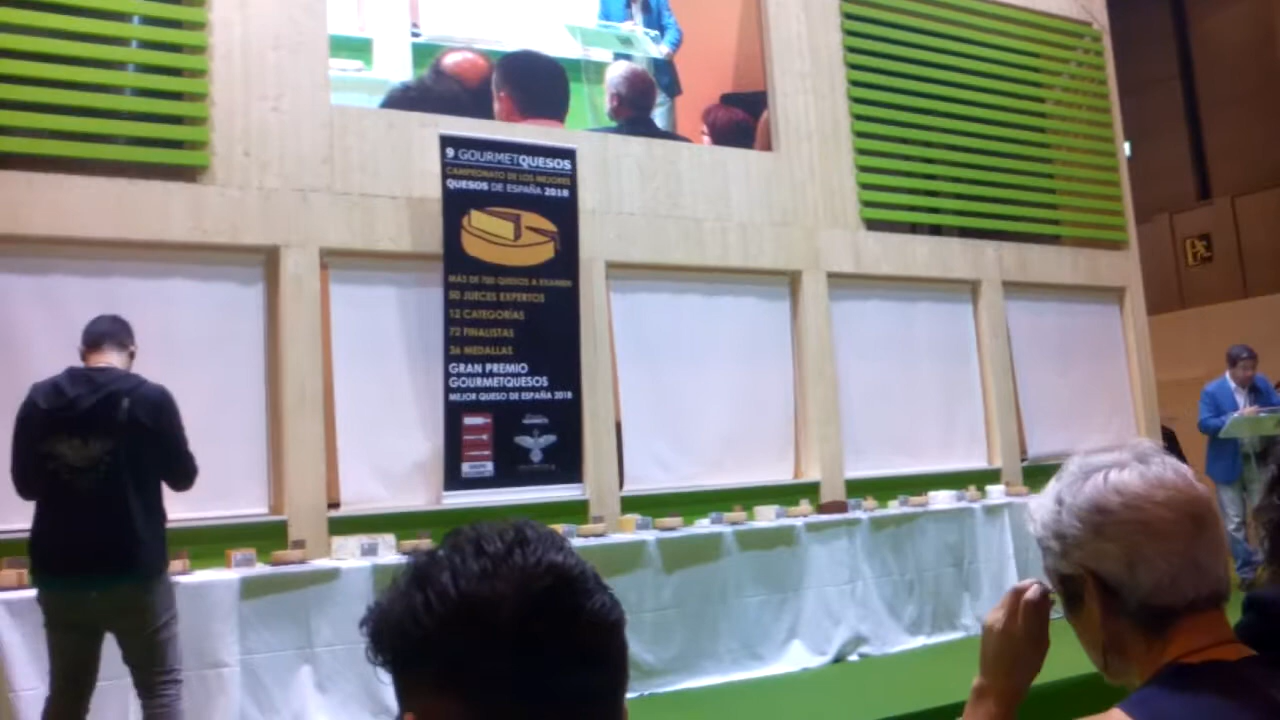 9 GOURMETQUESOS
CAMPEONATO DE LOS MEJORES
QUESOS DE ESPAÑA 2018
MÁS DE 700 QUESOS A EXAMEN
50 JUECES EXPERTOS
12 CATEGORÍAS
72 FINALISTAS
36 MEDALLAS
GRAN PREMIO
GOURMETQUESOS
MEJOR QUESO DE ESPAÑA 2018